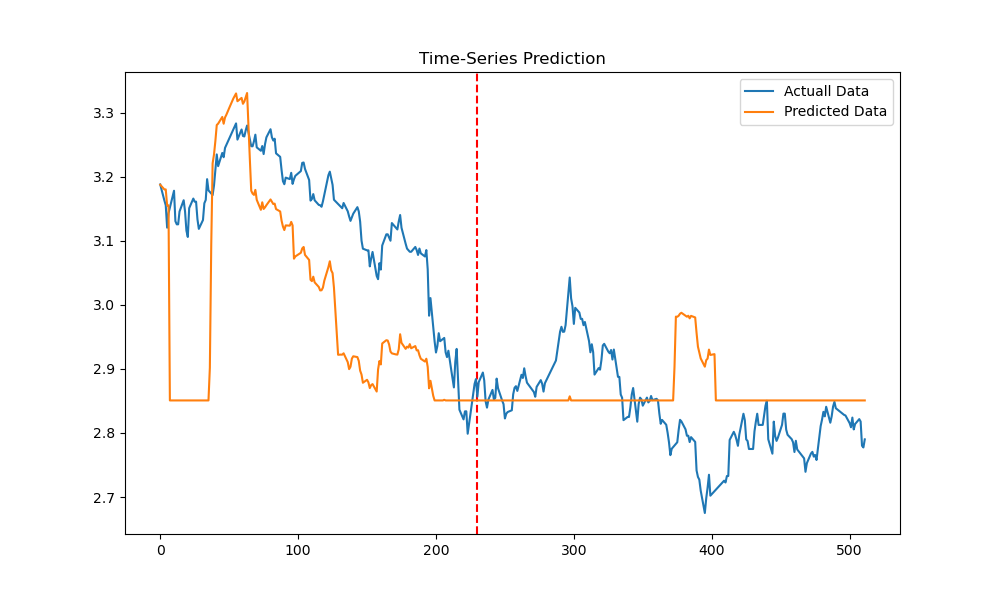 Time-Series Prediction
Actuall Data
Predicted Data
3.3
3.2
3.1
3.0
2.9
2.8
2.7
0 100 200 300 400 500